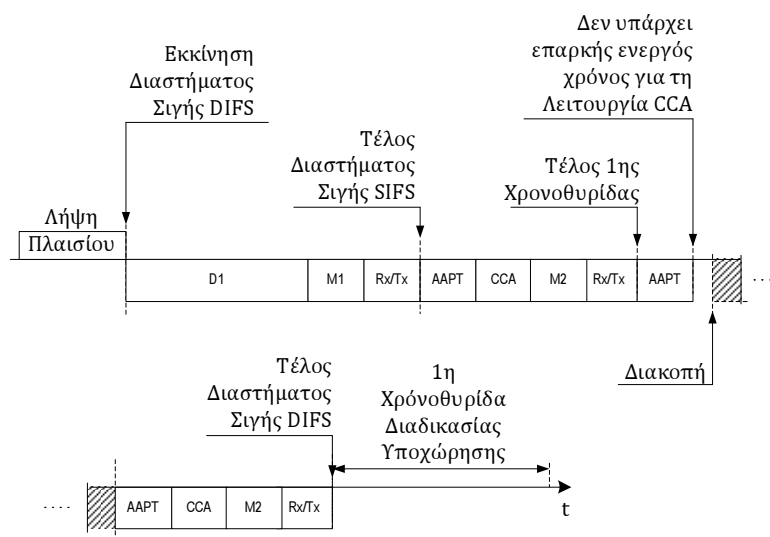 Εκκίνηση
Διαστήματος
Σιγής DIFS
Δεν υπάρχει
επαρκής ενεργός
χρόνος για τη
Λειτουργία CCA
Τέλος
Διαστήματος
Σιγής SIFS
Τέλος 1ης
Χρονοθυρίδας
Λήψη
Πλαισίου
D1 M1 Rx/Tx AAPT CCA M2 Rx/Tx AAPT ...
Διακοπή
Τέλος
Διαστήματος
Σιγής DIFS
1η
Χρόνοθυρίδα
Διαδικασίας
Υποχώρησης
.... AAPT CCA M2 Rx/Tx
t